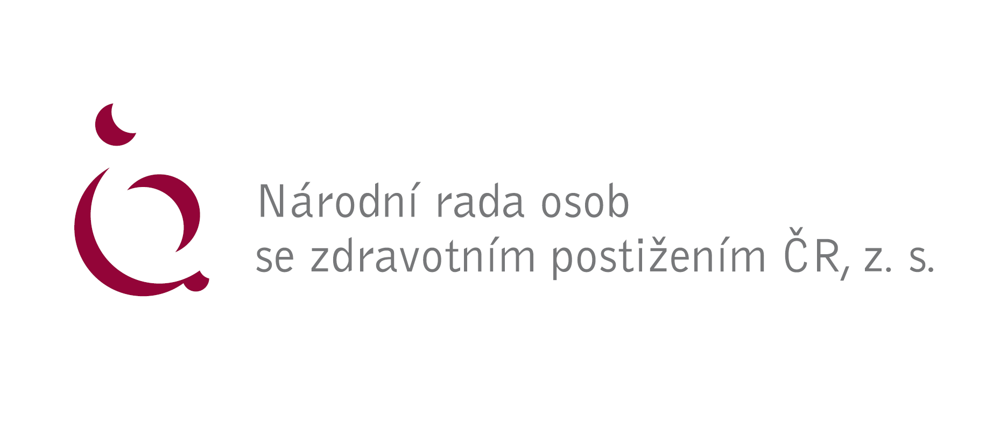 Národní rada osob
se zdravotním postižením ČR, z. s.